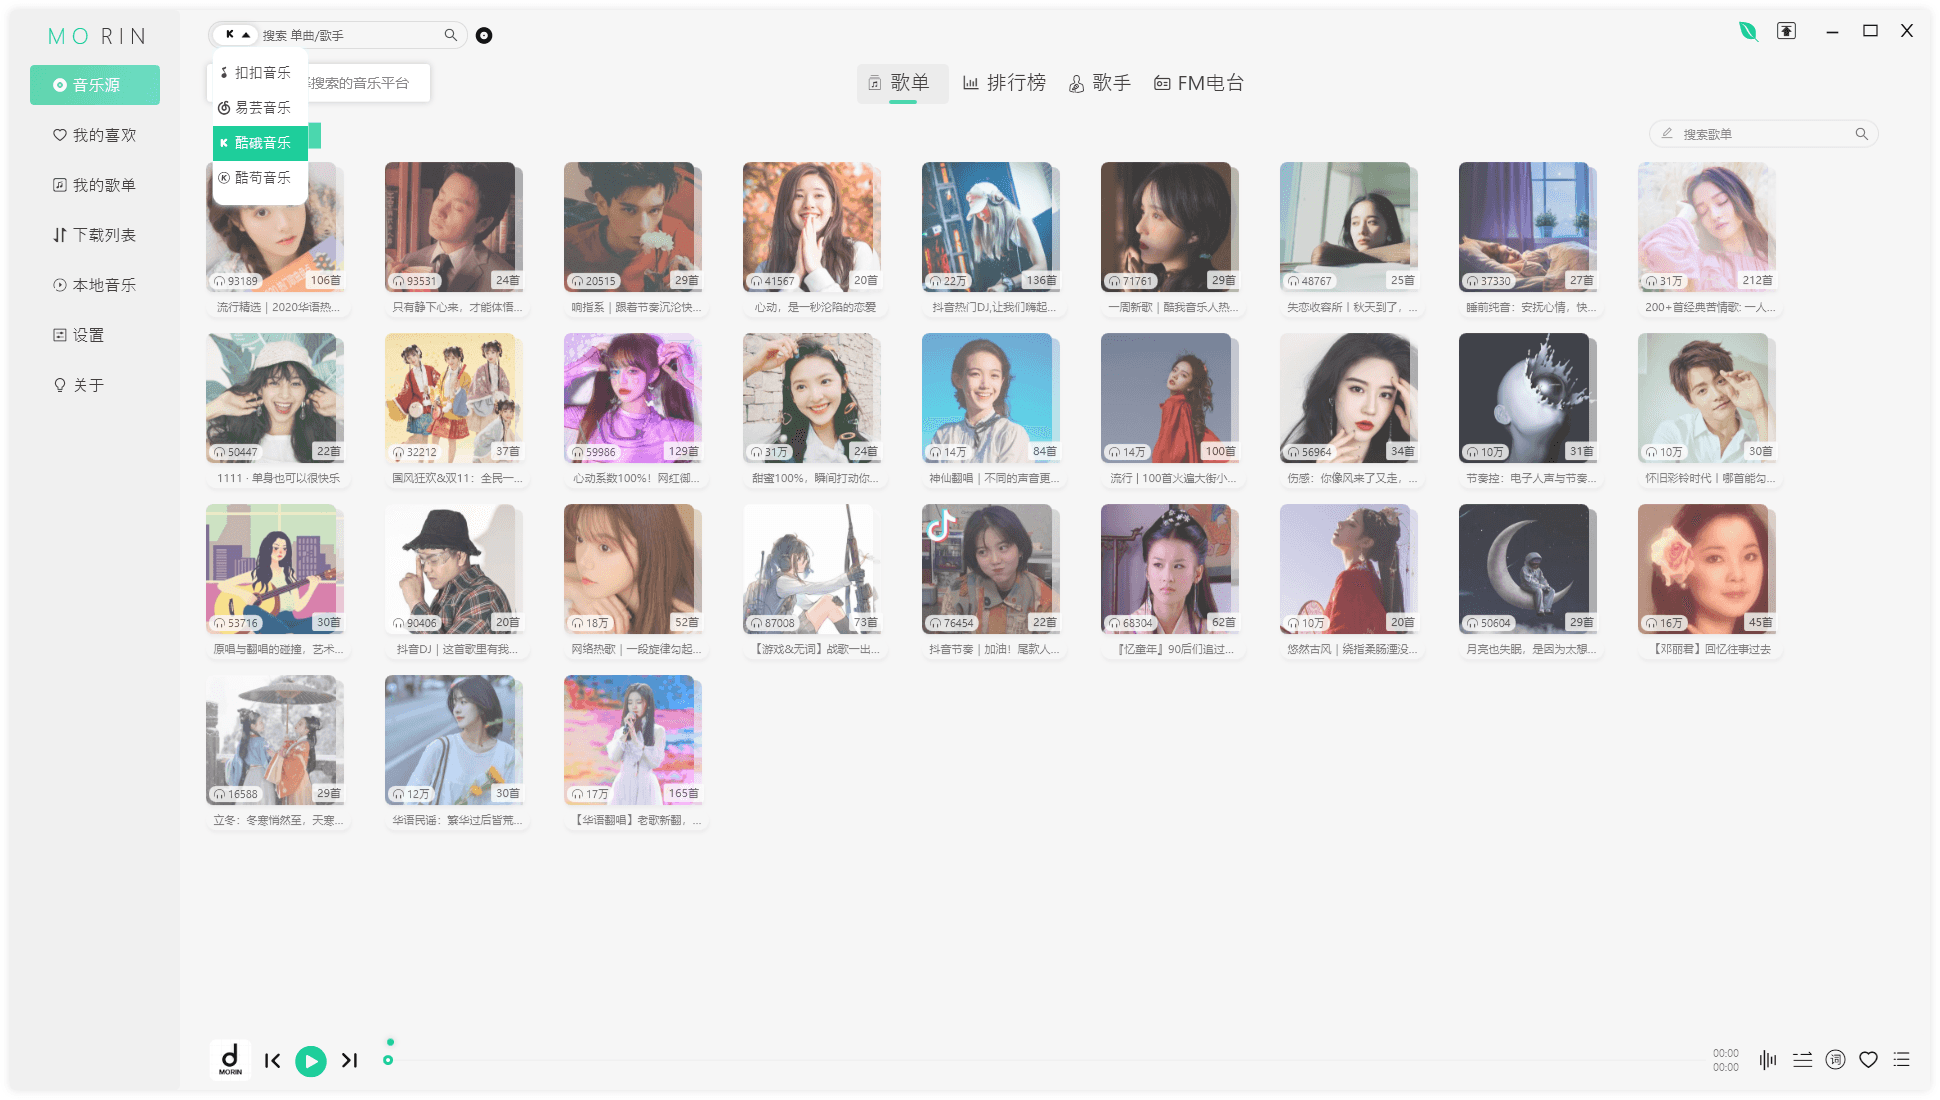 MO RIN
搜索 单曲/歌手
音乐源
我的喜欢
我的歌单
下载列表
本地音乐
设置
关于
扣扣音乐
易芸音乐
酷硪音乐
酷苟音乐
搜索的音乐平台
歌单
排行榜
歌手
FM电台
搜索歌单
93189 106首
93531 24首
20515 29首
41567 20首
22万 136首
71761 29首
48767 25首
37330 27首
31万 212首
流行精选 | 2020华语热...
只有静下心来，才能体悟...
响指系 | 跟着节奏沉沦快...
心动，是一秒沦陷的恋爱
抖音热门DJ,让我们嗨起...
一周新歌 | 酷我音乐人热...
失恋收容所丨秋天到了，...
睡前纯音：安抚心情，快...
200+首经典苦情歌: 一人...
50447 22首
32212 37首
59986 129首
31万 24首
14万 84首
14万 100首
56964 34首
10万 31首
10万 30首
1111 · 单身也可以很快乐
国风狂欢&双11：全民一...
心动系数100%！网红御...
甜蜜100%，瞬间打动你...
神仙翻唱 | 不同的声音更...
流行 | 100首火遍大街小...
伤感：你像风来了又走，...
节奏控：电子人声与节奏...
怀旧彩铃时代丨哪首能勾...
53716 30首
90406 20首
18万 52首
87008 73首
76454 22首
68304 62首
10万 20首
50604 29首
16万 45首
原唱与翻唱的碰撞，艺术...
抖音DJ | 这首歌里有我...
网络热歌 | 一段旋律勾起...
【游戏&无词】战歌一出...
抖音节奏 | 加油！尾款人...
『忆童年』90后们追过...
悠然古风 | 绕指柔肠湮没...
月亮也失眠，是因为太想...
【邓丽君】回忆往事过去
16588 29首
12万 30首
17万 165首
立冬：冬寒悄然至，天寒...
华语民谣：繁华过后皆荒...
【华语翻唱】老歌新翻，...
MORIN
00:00
00:00
词